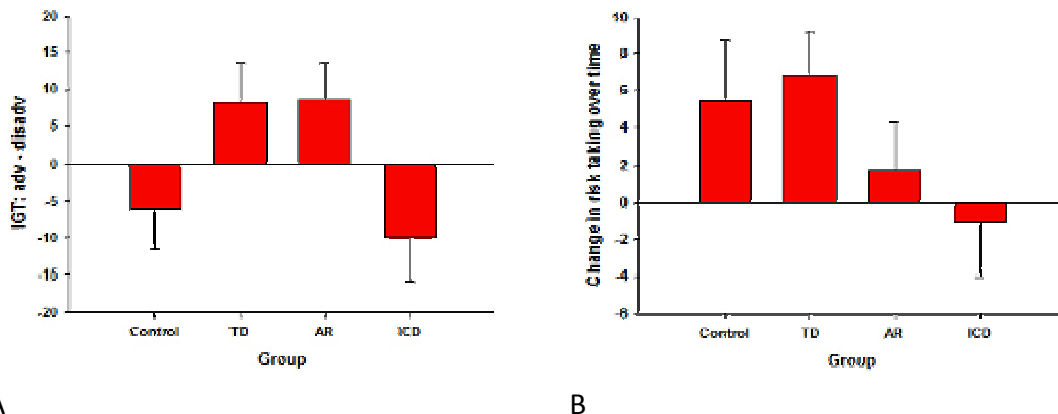 IGT: adv - disadv
20
15
10
5
0
-5
-10
-15
-20
Control TD AR ICD
Group
A
Change in risk taking over time
10
8
6
4
2
0
-2
-4
-6
Control TD AR ICD
Group
B